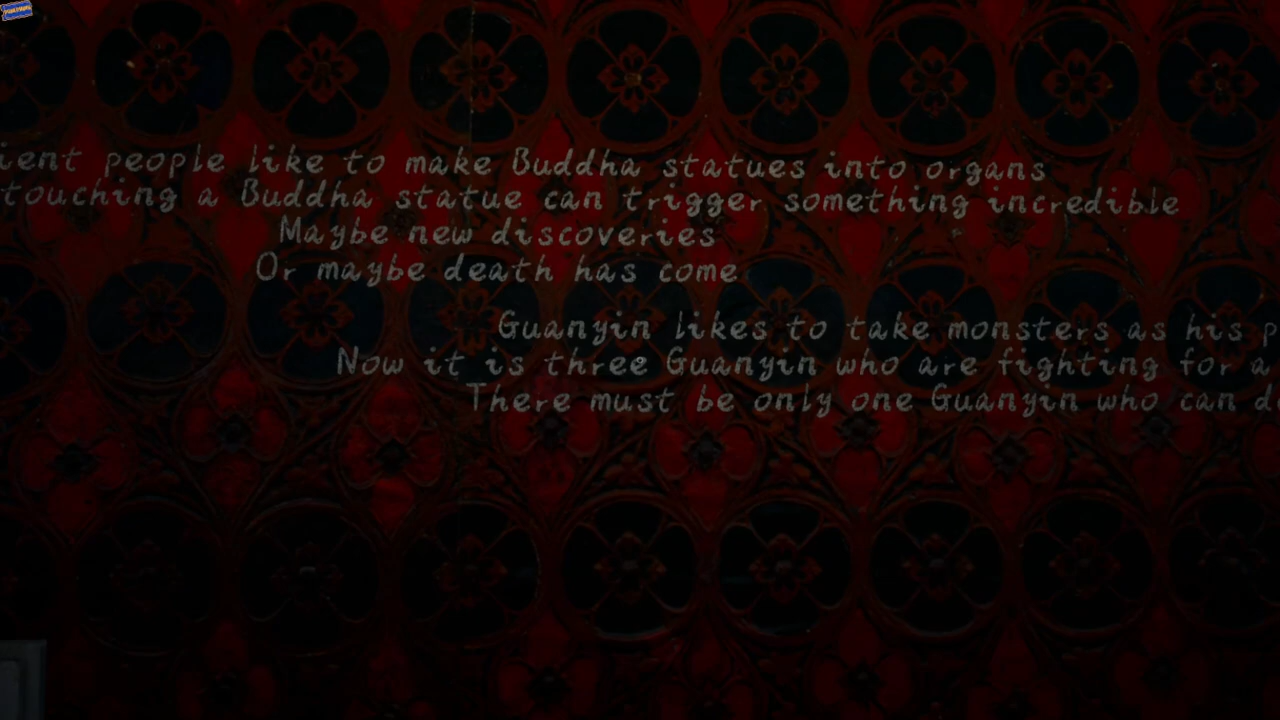 ient people like to make Buddha statues into organs
touching a Buddha statue can trigger something incredible
Maybe new discoveries
Or maybe death has come
Guanyin likes to take monsters as his p
Now it is three Guanyin who are fighting for a
There must be only one Guanyin who can d